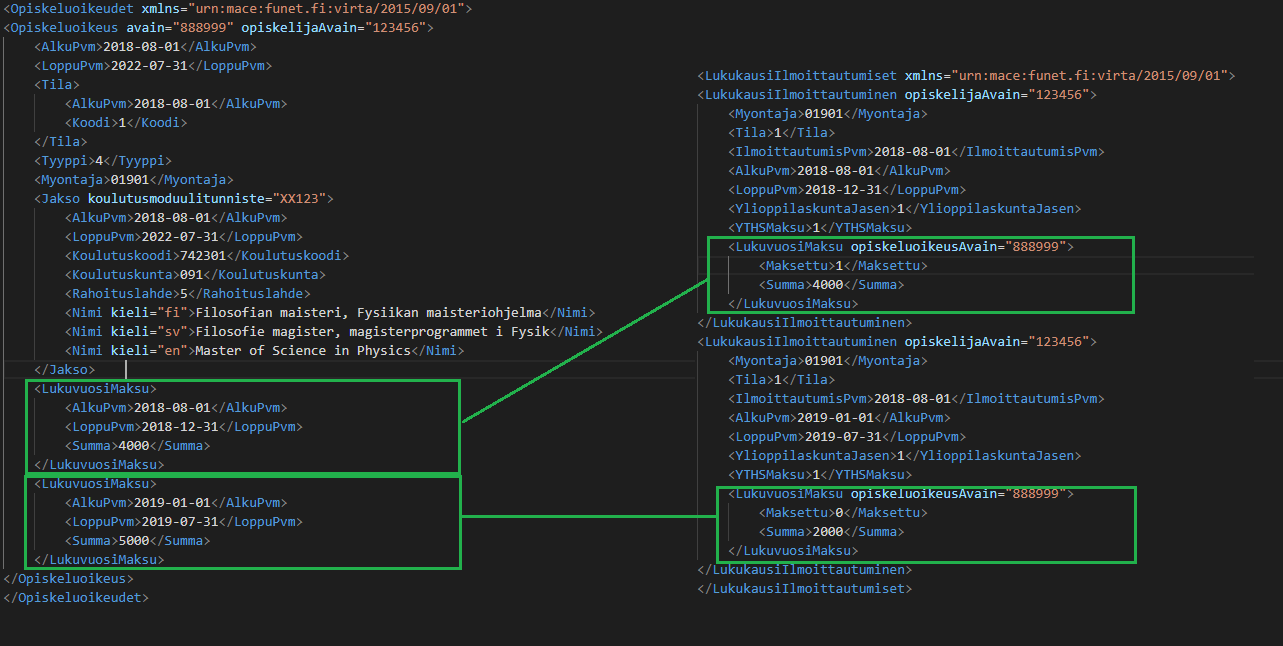 <Opiskeluoikeudet xmlns="urn:mace:funet.fi:virta/2015/09/01">
<Opiskeluoikeus avain="888999" opiskelijaAvain="123456">
<AlkuPvm>2018-08-01</AlkuPvm>
<LoppuPvm>2022-07-31</LoppuPvm>
<Tila>
<AlkuPvm>2018-08-01</AlkuPvm>
<Koodi>1</Koodi>
</Tila>
<Tyyppi>4</Tyyppi>
<Myontaja>01901</Myontaja>
<Jakso koulutusmoduulitunniste="XX123">
<AlkuPvm>2018-08-01</AlkuPvm>
<LoppuPvm>2022-07-31</LoppuPvm>
<Koulutuskoodi>742301</Koulutuskoodi>
<Koulutuskunta>091</Koulutuskunta>
<Rahoituslahde>5</Rahoituslahde>
<Nimi kieli="fi">Filosofian maisteri, Fysiikan maisteriohjelma</Nimi>
<Nimi kieli="sv">Filosofie magister, magisterprogrammet i Fysik</Nimi>
<Nimi kieli="en">Master of Science in Physics</Nimi>
</Jakso>
<LukuvuosiMaksu>
<AlkuPvm>2018-08-01</AlkuPvm>
<LoppuPvm>2018-12-31</LoppuPvm>
<Summa>4000</Summa>
</LukuvuosiMaksu>
<LukuvuosiMaksu>
<AlkuPvm>2019-01-01</AlkuPvm>
<LoppuPvm>2019-07-31</LoppuPvm>
<Summa>5000</Summa>
</LukuvuosiMaksu>
</Opiskeluoikeus>
</Opiskeluoikeudet>
<LukukausiIlmoittautumiset xmlns="urn:mace:funet.fi:virta/2015/09/01">
<LukukausiIlmoittautuminen opiskelijaAvain="123456">
<Myontaja>01901</Myontaja>
<Tila>1</Tila>
<IlmoittautumisPvm>2018-08-01</IlmoittautumisPvm>
<AlkuPvm>2018-08-01</AlkuPvm>
<LoppuPvm>2018-12-31</LoppuPvm>
<YlioppilaskuntaJasen>1</YlioppilaskuntaJasen>
<YTHSMaksu>1</YTHSMaksu>
<LukuvuosiMaksu opiskeluoikeusAvain="888999">
<Maksettu>1</Maksettu>
<Summa>4000</Summa>
</LukuvuosiMaksu>
</LukukausiIlmoittautuminen>
<LukukausiIlmoittautuminen opiskelijaAvain="123456">
<Myontaja>01901</Myontaja>
<Tila>1</Tila>
<IlmoittautumisPvm>2018-08-01</IlmoittautumisPvm>
<AlkuPvm>2019-01-01</AlkuPvm>
<LoppuPvm>2019-07-31</LoppuPvm>
<YlioppilaskuntaJasen>1</YlioppilaskuntaJasen>
<YTHSMaksu>1</YTHSMaksu>
<LukuvuosiMaksu opiskeluoikeusAvain="888999">
<Maksettu>0</Maksettu>
<Summa>2000</Summa>
</LukuvuosiMaksu>
</LukukausiIlmoittautuminen>
</LukukausiIlmoittautumiset>